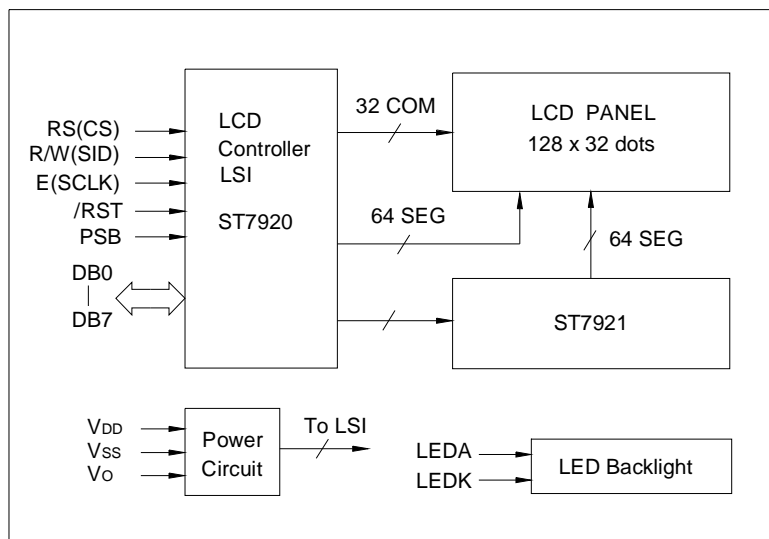 RS(CS)
R/W(SID)
E(SCLK)
/RST
PSB
DB0
DB7
LCD
Controller
LSI
ST7920
32 COM
64 SEG
LCD PANEL
128 x 32 dots
64 SEG
ST7921
VDD
VSS
VO
Power
Circuit
To LSI
LEDA
LEDK
LED Backlight